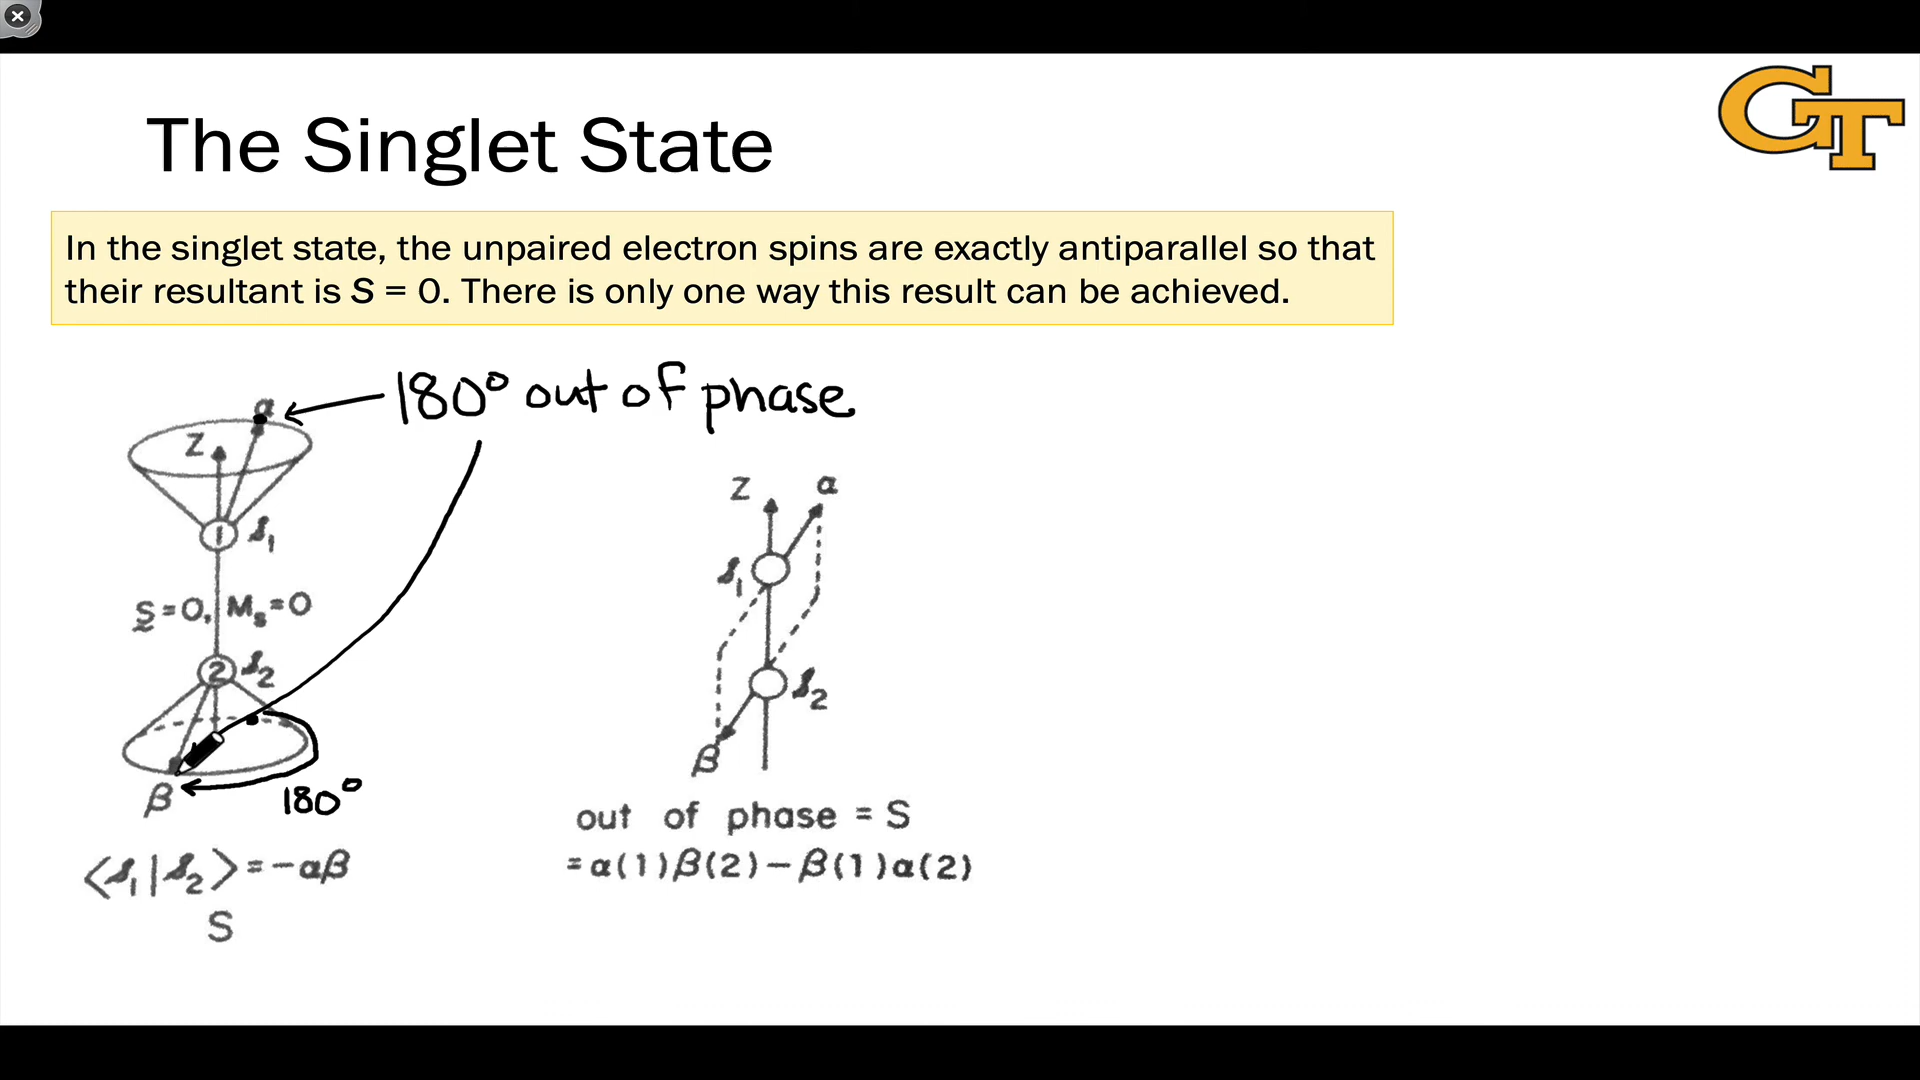 GT
The Singlet State
In the singlet state, the unpaired electron spins are exactly antiparallel so that
their resultant is S = 0. There is only one way this result can be achieved.
180° out of phase
α
Z
1 𝒮₁
S̰=0, Mₛ=0
2 𝒮₂
β
180°
<𝒮₁|𝒮₂>=-αβ
S
Z α
𝒮₁
𝒮₂
β
out of phase = S
=α(1)β(2)-β(1)α(2)